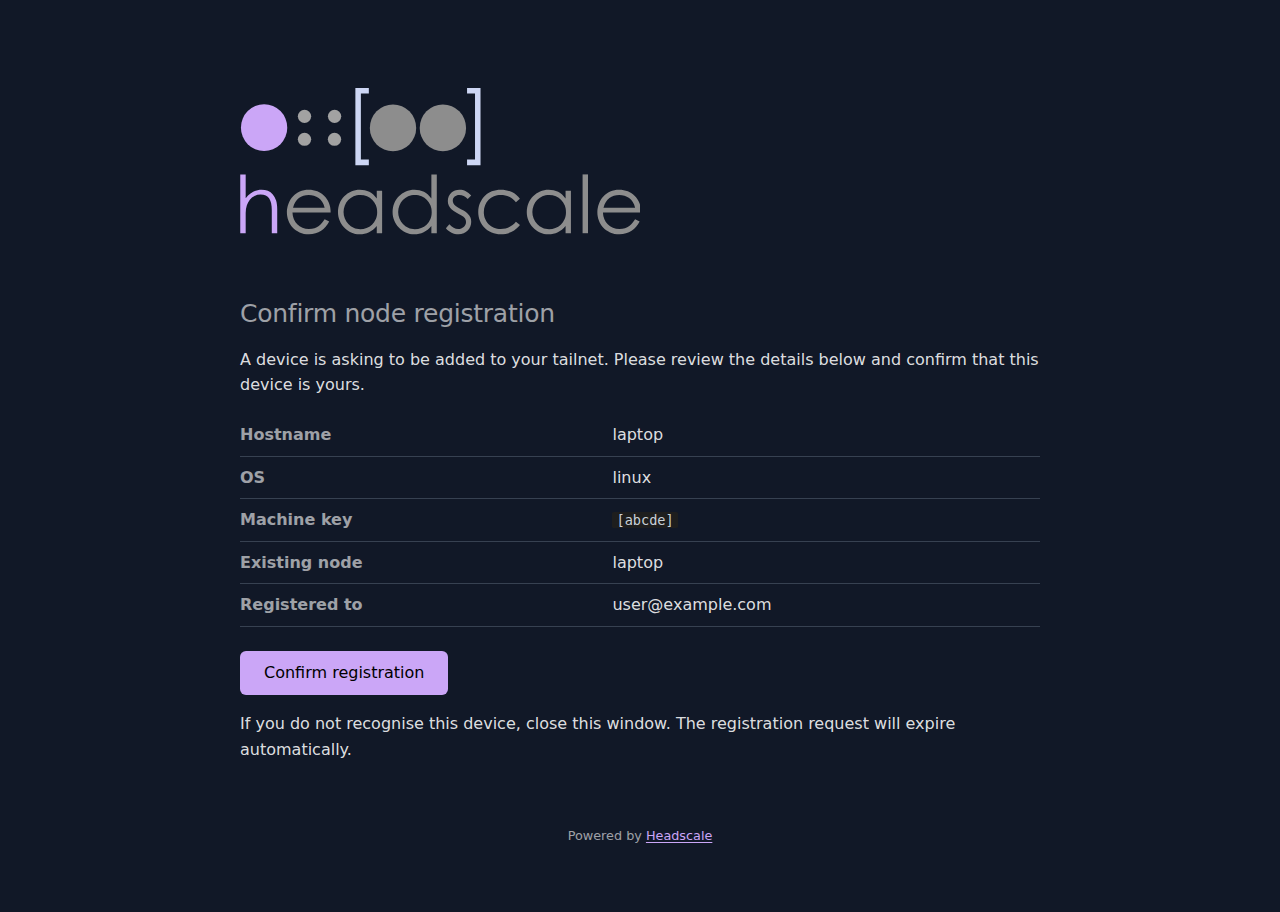 headscale
Confirm node registration
A device is asking to be added to your tailnet. Please review the details below and confirm that this
device is yours.
Hostname laptop
OS linux
Machine key [abcde]
Existing node laptop
Registered to user@example.com
Confirm registration
If you do not recognise this device, close this window. The registration request will expire
automatically.
Powered by Headscale